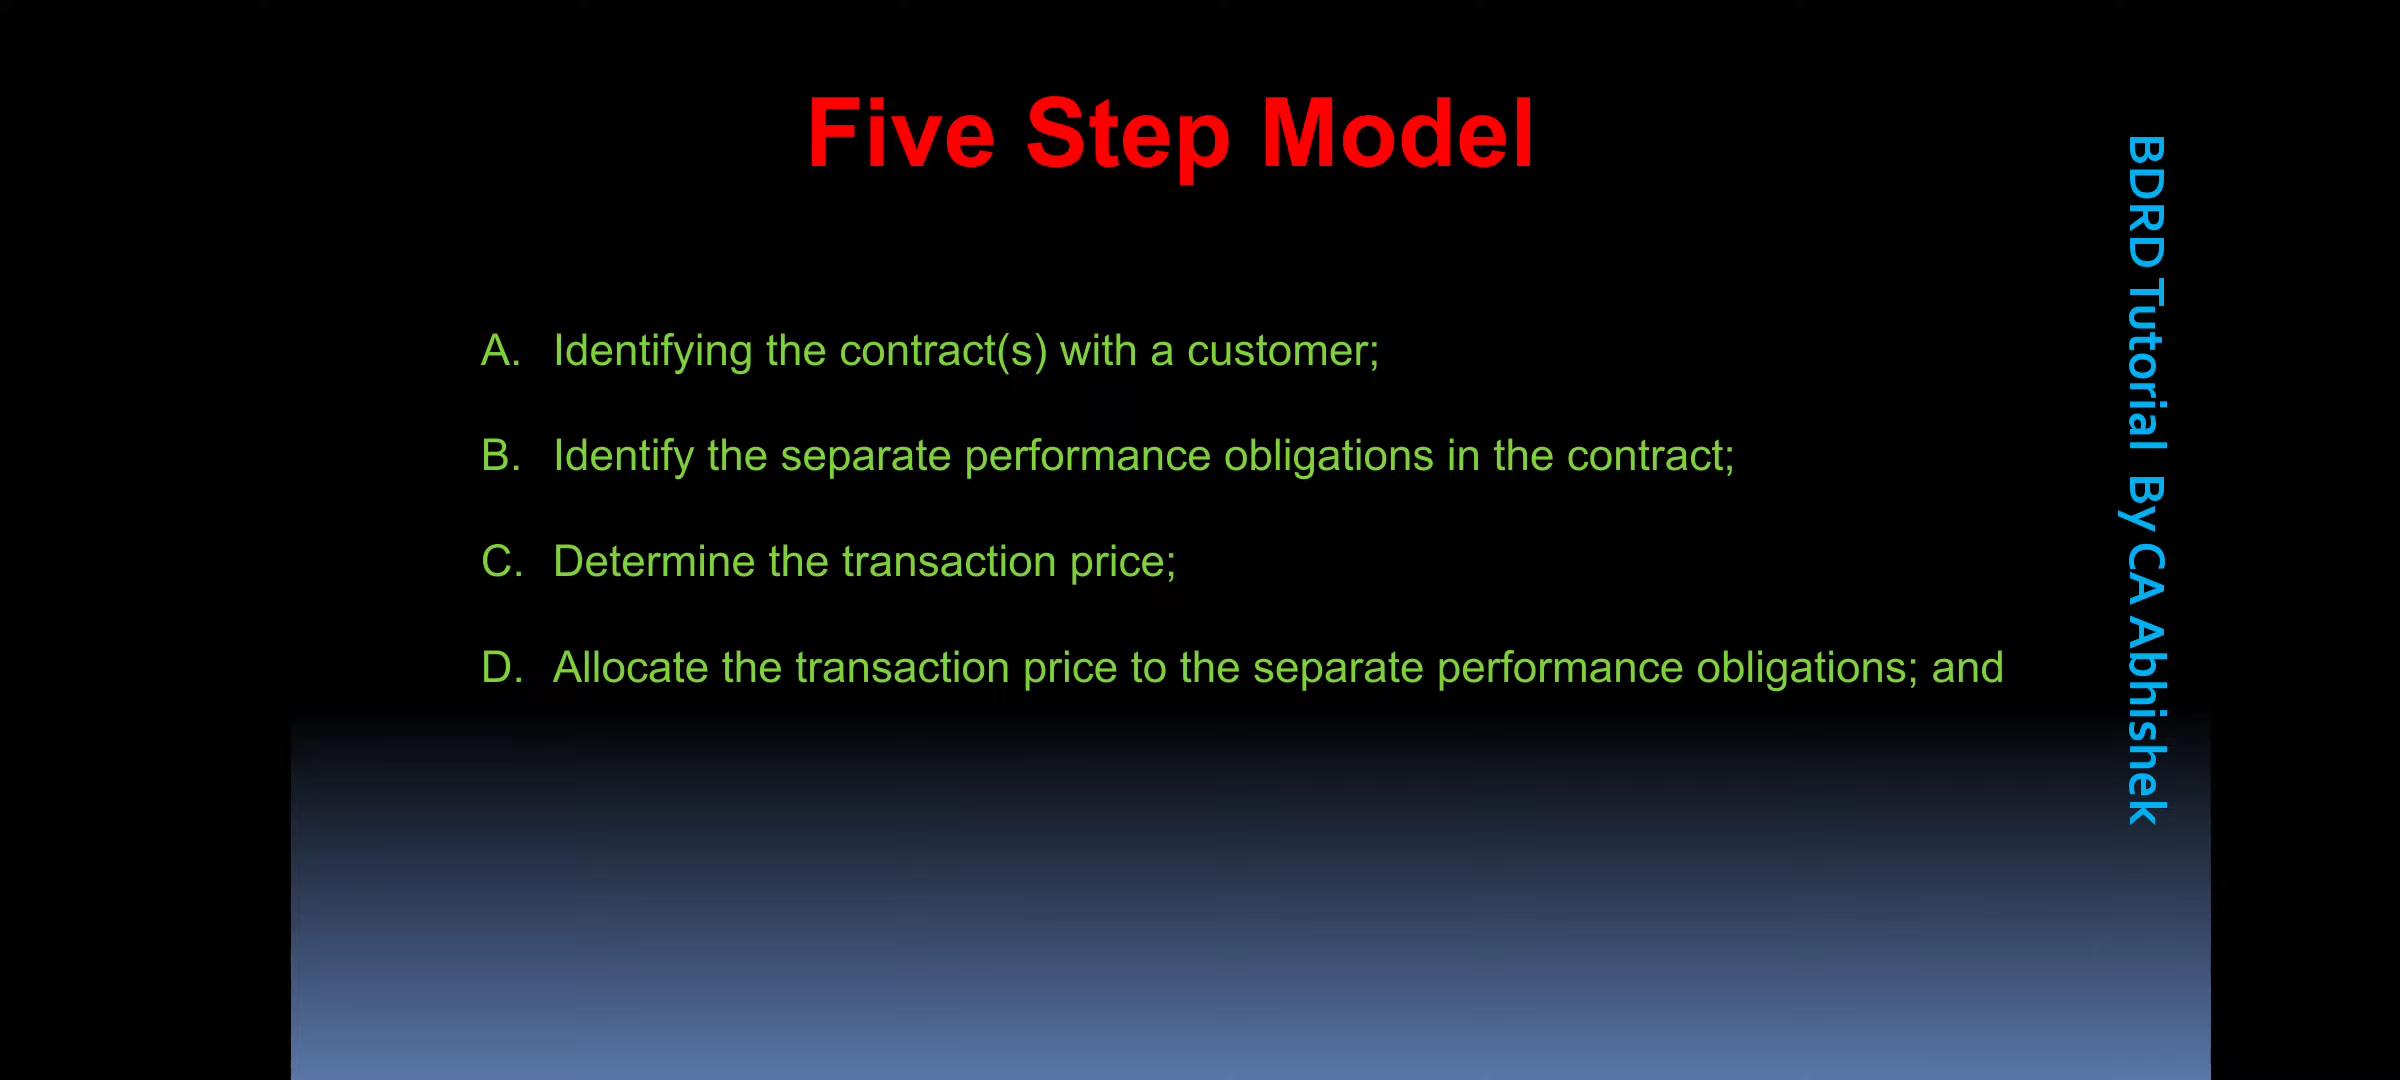 Five Step Model
A. Identifying the contract(s) with a customer;
B. Identify the separate performance obligations in the contract;
C. Determine the transaction price;
D. Allocate the transaction price to the separate performance obligations; and
BDRD Tutorial By CA Abhishek